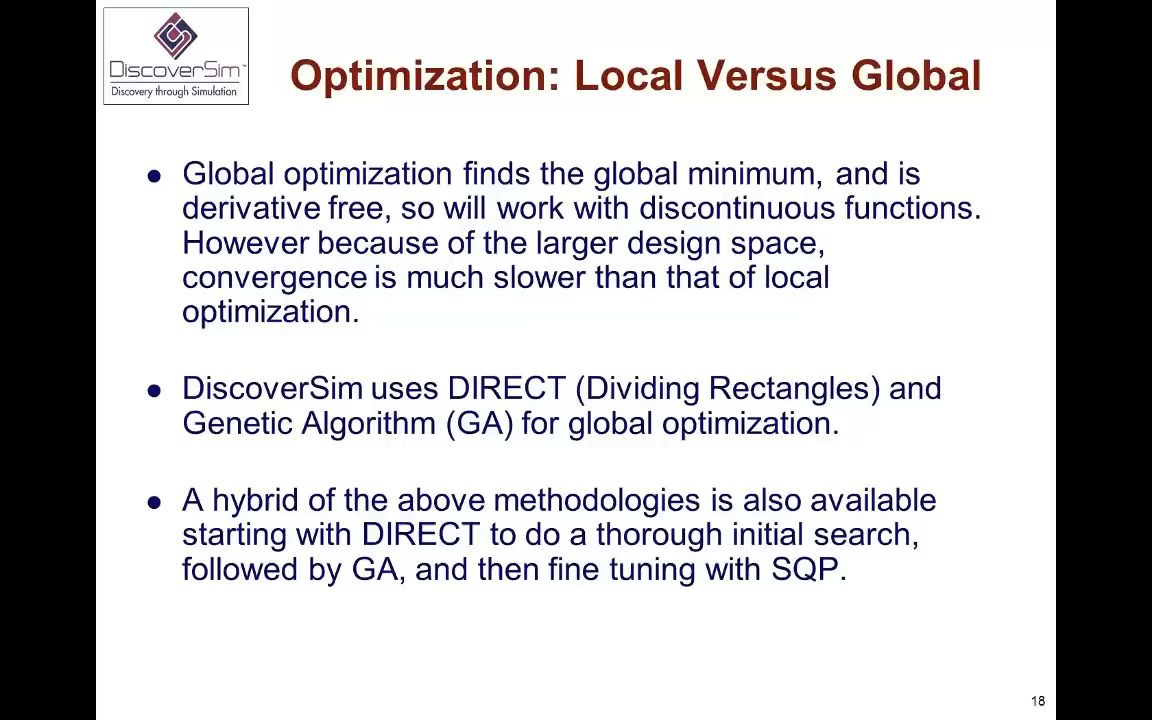 DiscoverSim™
Discovery through Simulation
Optimization: Local Versus Global
● Global optimization finds the global minimum, and is
derivative free, so will work with discontinuous functions.
However because of the larger design space,
convergence is much slower than that of local
optimization.
● DiscoverSim uses DIRECT (Dividing Rectangles) and
Genetic Algorithm (GA) for global optimization.
● A hybrid of the above methodologies is also available
starting with DIRECT to do a thorough initial search,
followed by GA, and then fine tuning with SQP.
18